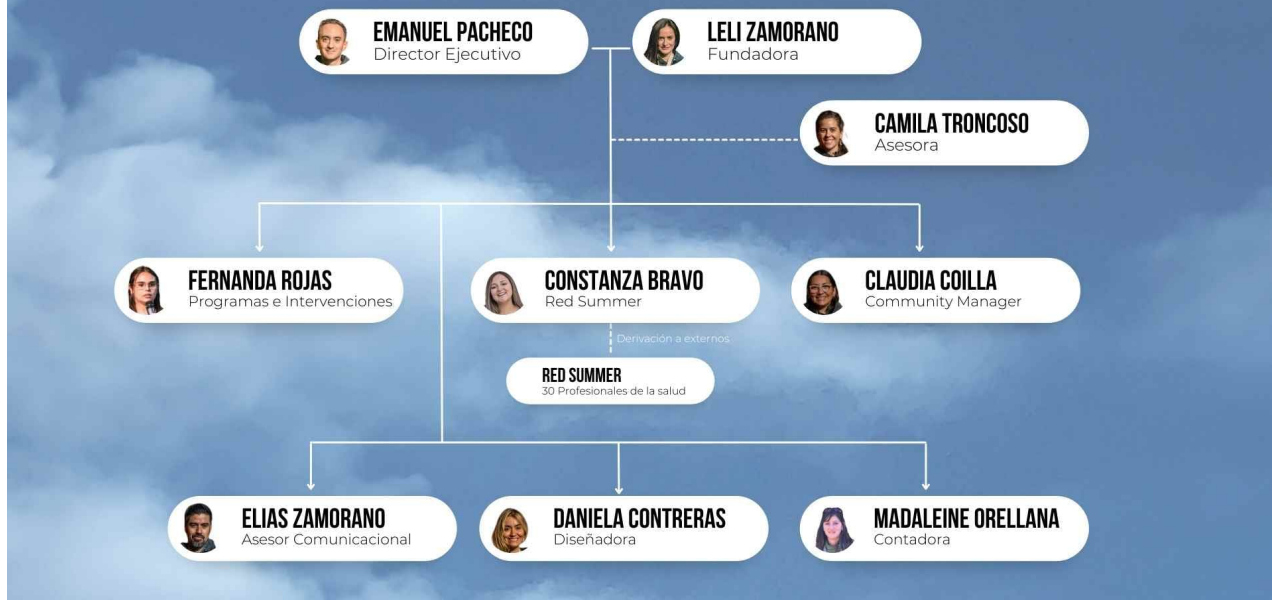 EMANUEL PACHECO
Director Ejecutivo
LELI ZAMORANO
Fundadora
CAMILA TRONCOSO
Asesora
FERNANDA ROJAS
Programas e Intervenciones
CONSTANZA BRAVO
Red Summer
CLAUDIA COILLA
Community Manager
Derivación a externos
RED SUMMER
30 Profesionales de la salud
ELIAS ZAMORANO
Asesor Comunicacional
DANIELA CONTRERAS
Diseñadora
MADALEINE ORELLANA
Contadora